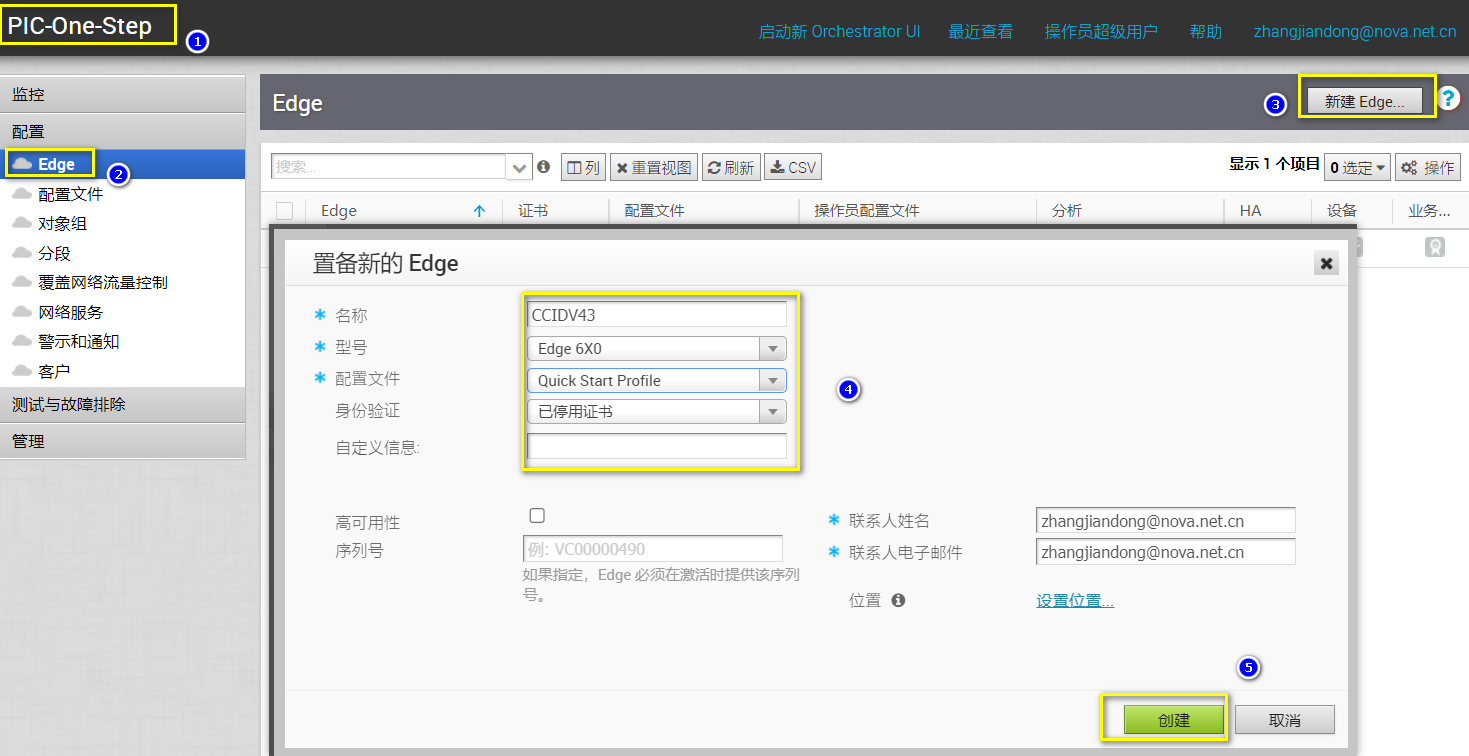 PIC-One-Step
1
启动新 Orchestrator UI 最近查看 操作员超级用户 帮助 zhangjiandong@nova.net.cn
监控
配置
Edge
2
配置文件
对象组
分段
覆盖网络流量控制
网络服务
警示和通知
客户
测试与故障排除
管理
Edge
3
新建 Edge...
?
搜索... 列 重置视图 刷新 CSV 显示 1 个项目 0 选定 操作
Edge 证书 配置文件 操作员配置文件 分析 HA 设备 业务...
置备新的 Edge
* 名称 CCIDV43
* 型号 Edge 6X0
* 配置文件 Quick Start Profile
4
身份验证 已停用证书
自定义信息:
高可用性
序列号 例: VC00000490
如果指定，Edge 必须在激活时提供该序列
号。
* 联系人姓名 zhangjiandong@nova.net.cn
* 联系人电子邮件 zhangjiandong@nova.net.cn
位置 设置位置...
5
创建 取消